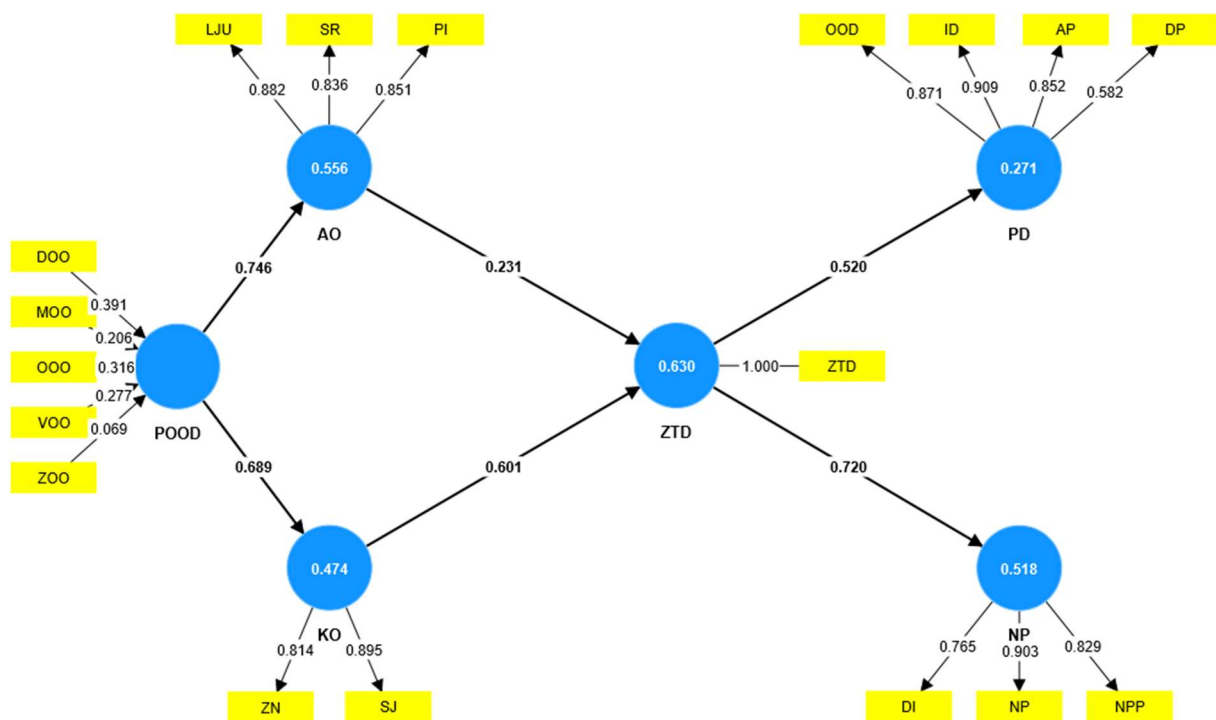 LJU SR PI OOD ID AP DP
0.882 0.836 0.851 0.871 0.909 0.852 0.582
0.556 0.271
AO PD
DOO
0.746 0.231 0.520
0.391
MOO
0.206
OOO 0.316 0.630 1.000 ZTD
0.277
VOO
POOD ZTD
0.069
ZOO
0.689 0.601 0.720
0.474 0.518
KO NP
0.814 0.895 0.765 0.903 0.829
ZN SJ DI NP NPP